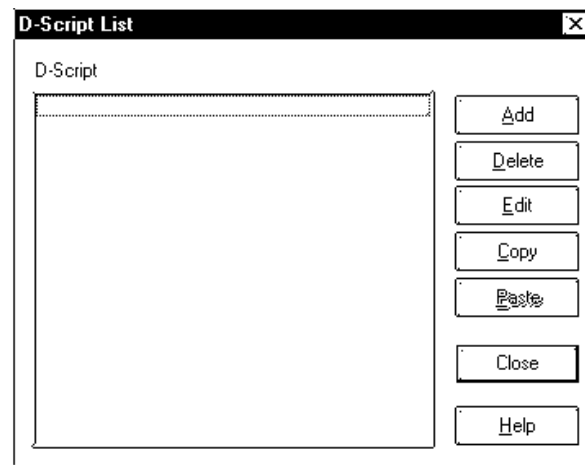 D-Script List
D-Script
Add
Delete
Edit
Copy
Paste
Close
Help